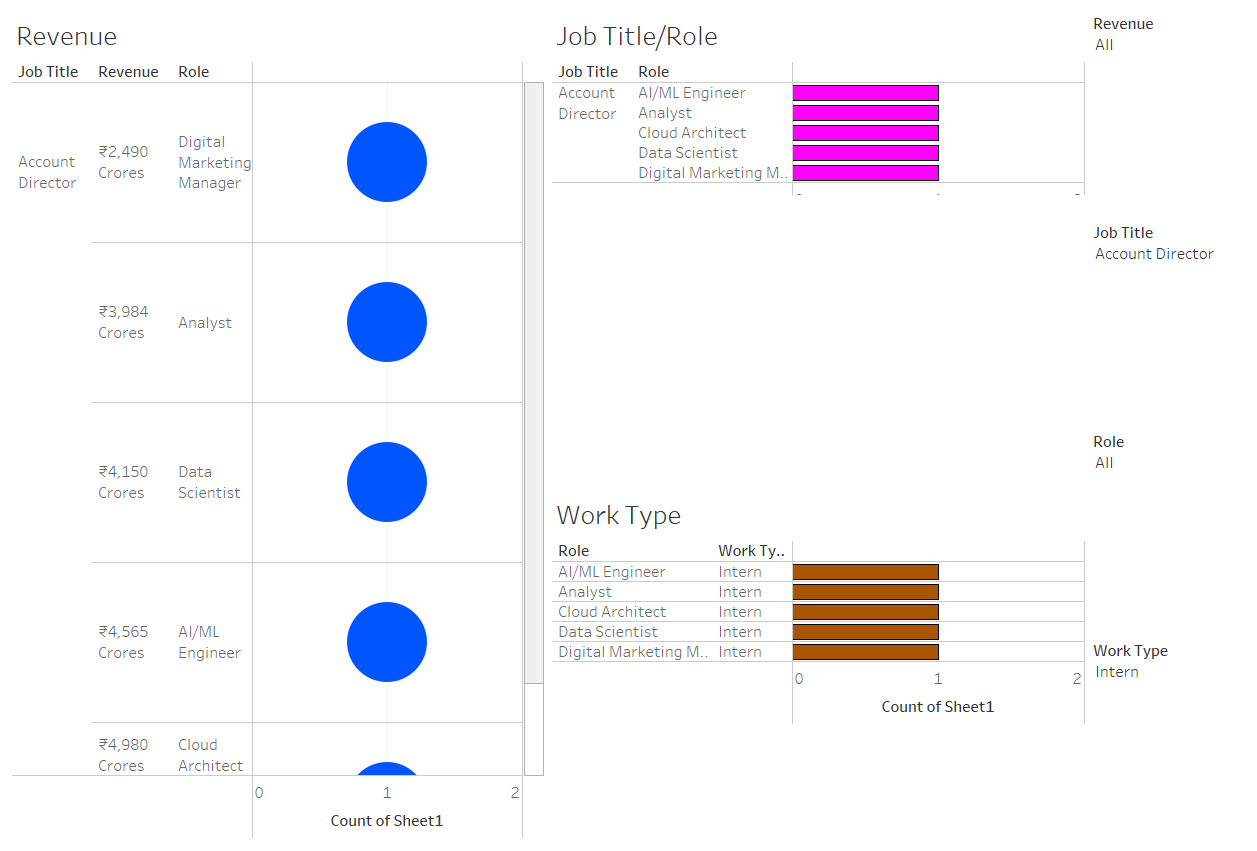 Revenue
Job Title Revenue Role
Account Director ₹2,490 Crores Digital Marketing Manager
₹3,984 Crores Analyst
₹4,150 Crores Data Scientist
₹4,565 Crores AI/ML Engineer
₹4,980 Crores Cloud Architect
0 1 2
Count of Sheet1
Job Title/Role
Job Title Role
Account Director AI/ML Engineer
Analyst
Cloud Architect
Data Scientist
Digital Marketing M..
Work Type
Role Work Ty..
AI/ML Engineer Intern
Analyst Intern
Cloud Architect Intern
Data Scientist Intern
Digital Marketing M.. Intern
0 1 2
Count of Sheet1
Revenue
All
Job Title
Account Director
Role
All
Work Type
Intern